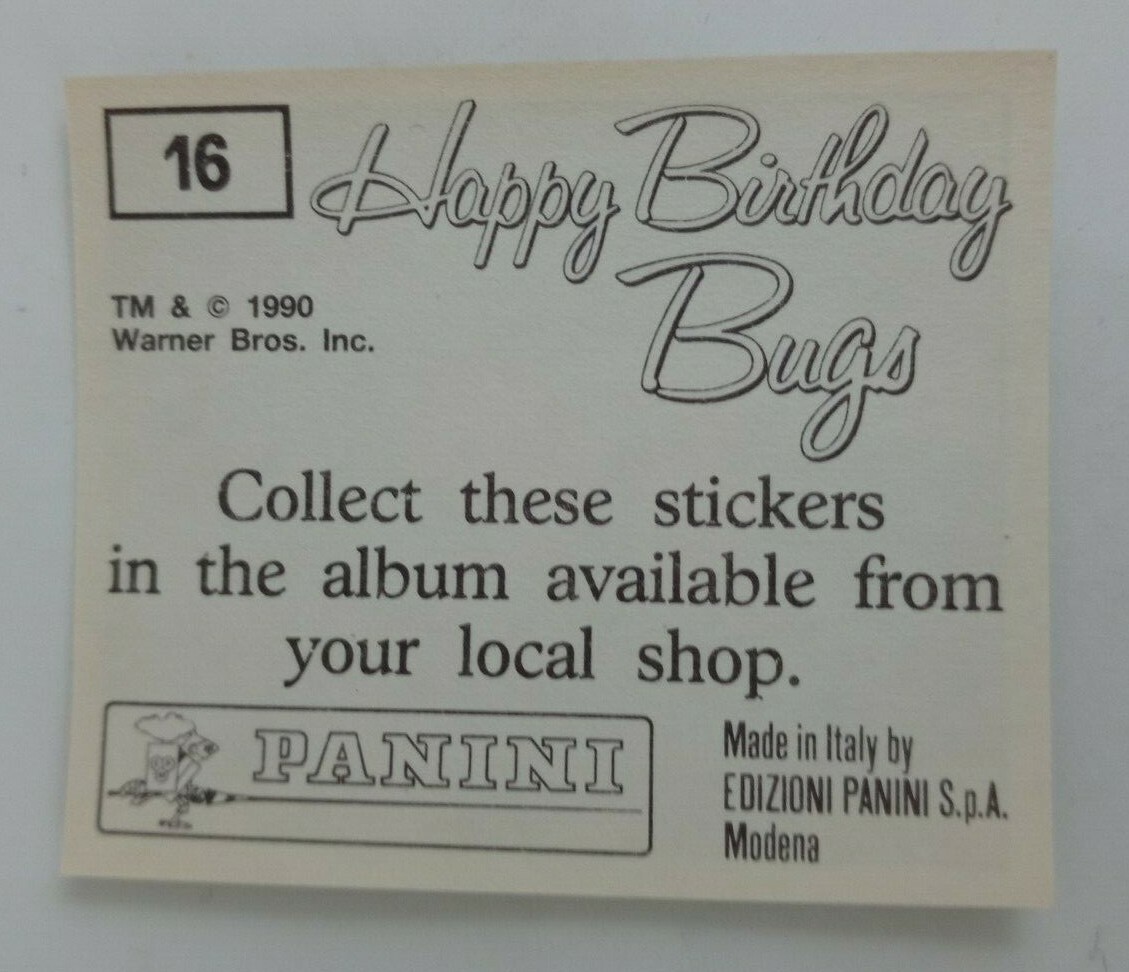 16
Happy Birthday
Bugs
TM & © 1990
Warner Bros. Inc.
Collect these stickers
in the album available from
your local shop.
PANINI
Made in Italy by
EDIZIONI PANINI S.p.A.
Modena